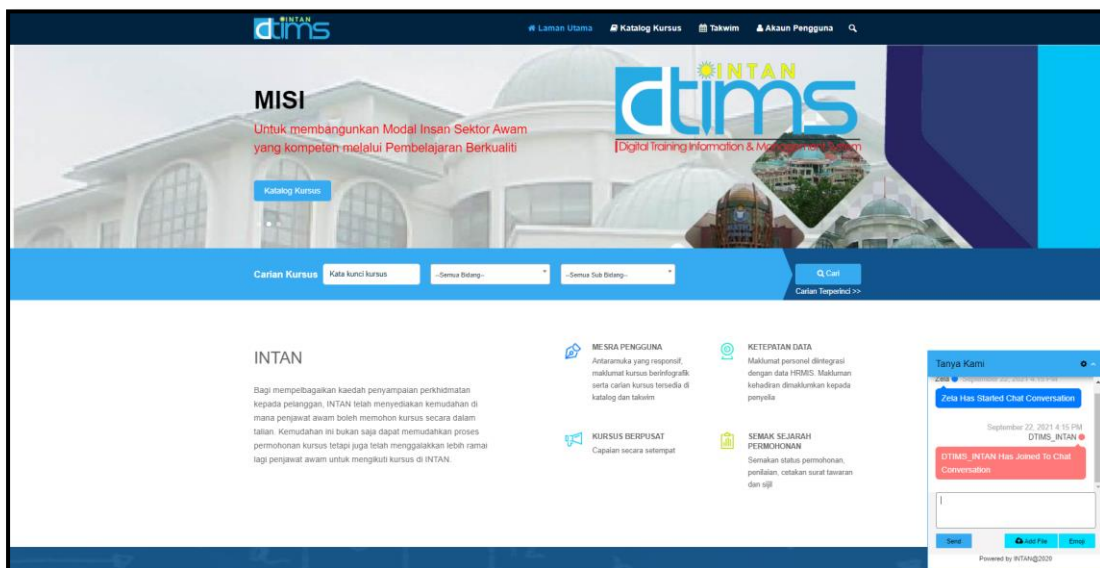 INTAN
dtims
Laman Utama
Katalog Kursus
Takwim
Akaun Pengguna
MISI
Untuk membangunkan Modal Insan Sektor Awam
yang kompeten melalui Pembelajaran Berkualiti
Katalog Kursus
INTAN
dtims
Digital Training Information & Management System
Carian Kursus
Kata kunci kursus
--Semua Bidang--
--Semua Sub Bidang--
Cari
Carian Terperinci >>
INTAN
Bagi mempelbagaikan kaedah penyampaian perkhidmatan
kepada pelanggan, INTAN telah menyediakan kemudahan di
mana penjawat awam boleh memohon kursus secara dalam
talian. Kemudahan ini bukan saja dapat memudahkan proses
permohonan kursus tetapi juga telah menggalakkan lebih ramai
lagi penjawat awam untuk mengikuti kursus di INTAN.
MESRA PENGGUNA
Antaramuka yang responsif,
maklumat kursus berinfografik
serta carian kursus tersedia di
katalog dan takwim
KETEPATAN DATA
Maklumat personel diintegrasi
dengan data HRMIS. Makluman
kehadiran dimaklumkan kepada
penyelia
KURSUS BERPUSAT
Capaian secara setempat
SEMAK SEJARAH
PERMOHONAN
Semakan status permohonan,
penilaian, cetakan surat tawaran
dan sijil
Tanya Kami
Zela September 22, 2021 4:15 PM
Zela Has Started Chat Conversation
September 22, 2021 4:15 PM
DTIMS_INTAN
DTIMS_INTAN Has Joined To Chat
Conversation
Send
Add File
Emoji
Powered by INTAN@2020